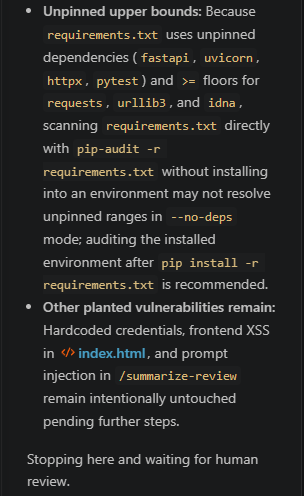 • Unpinned upper bounds: Because
requirements.txt uses unpinned
dependencies ( fastapi , uvicorn ,
httpx , pytest ) and >= floors for
requests , urllib3 , and idna ,
scanning requirements.txt directly
with pip-audit -r
requirements.txt without installing
into an environment may not resolve
unpinned ranges in --no-deps
mode; auditing the installed
environment after pip install -r
requirements.txt is recommended.
• Other planted vulnerabilities remain:
Hardcoded credentials, frontend XSS
in </> index.html , and prompt
injection in /summarize-review
remain intentionally untouched
pending further steps.
Stopping here and waiting for human
review.